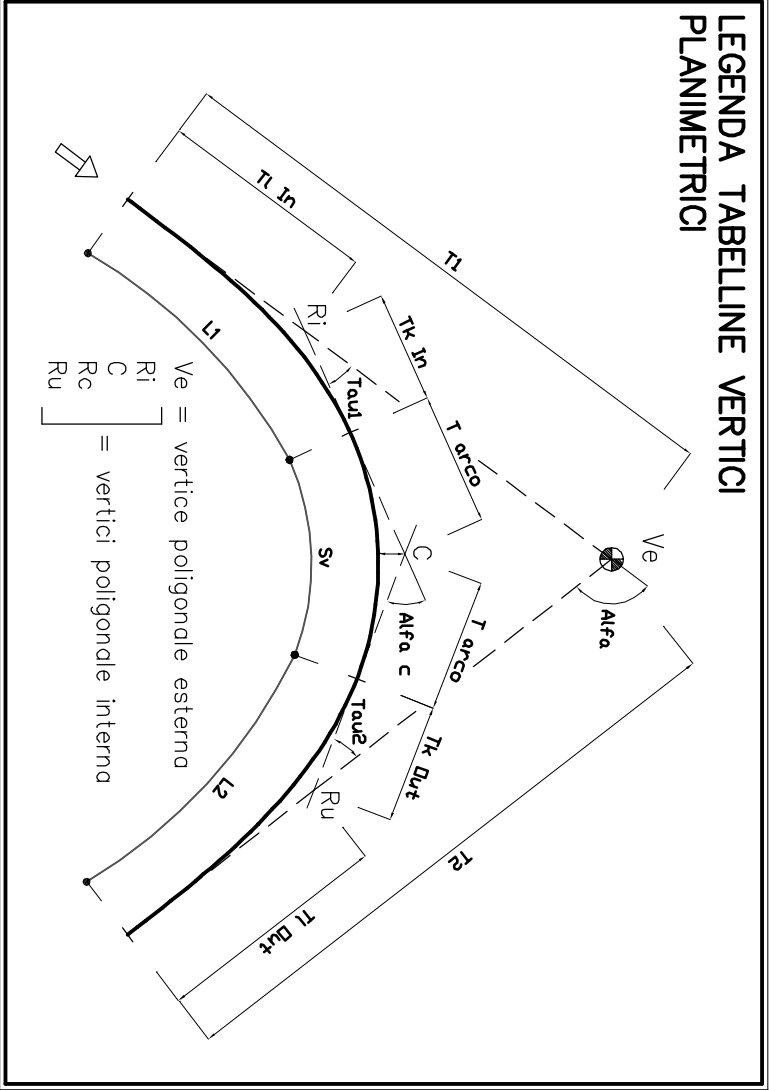 LEGENDA TABELLINE VERTICI
PLANIMETRICI
Ve
Alfa
T1
T2
Tl In
Tk In
T arco
T arco
Tk Out
Tl Out
Ri
Tau1
C
Alfa c
Tau2
Ru
L1
Sv
L2
Ve = vertice poligonale esterna
Ri
C
Rc
Ru
= vertici poligonale interna